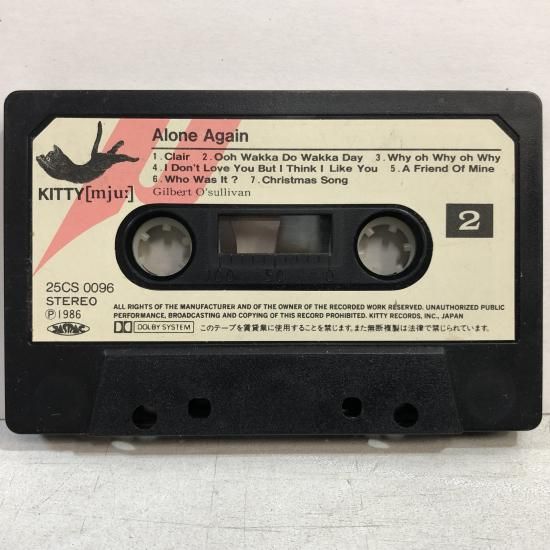 Alone Again
1. Clair 2. Ooh Wakka Do Wakka Day 3. Why oh Why oh Why
4. I Don't Love You But I Think I Like You 5. A Friend Of Mine
6. Who Was It? 7. Christmas Song
KITTY[mju:]
Gilbert O'sullivan
2
100 50 0
25CS 0096
STEREO
Ⓟ1986
JASRAC
ALL RIGHTS OF THE MANUFACTURER AND OF THE OWNER OF THE RECORDED WORK RESERVED. UNAUTHORIZED PUBLIC
PERFORMANCE, BROADCASTING AND COPYING OF THIS RECORD PROHIBITED. KITTY RECORDS, INC., JAPAN
DOLBY SYSTEM このテープを賃貸業に使用することを禁じます。また無断複製は法律で禁じられています。